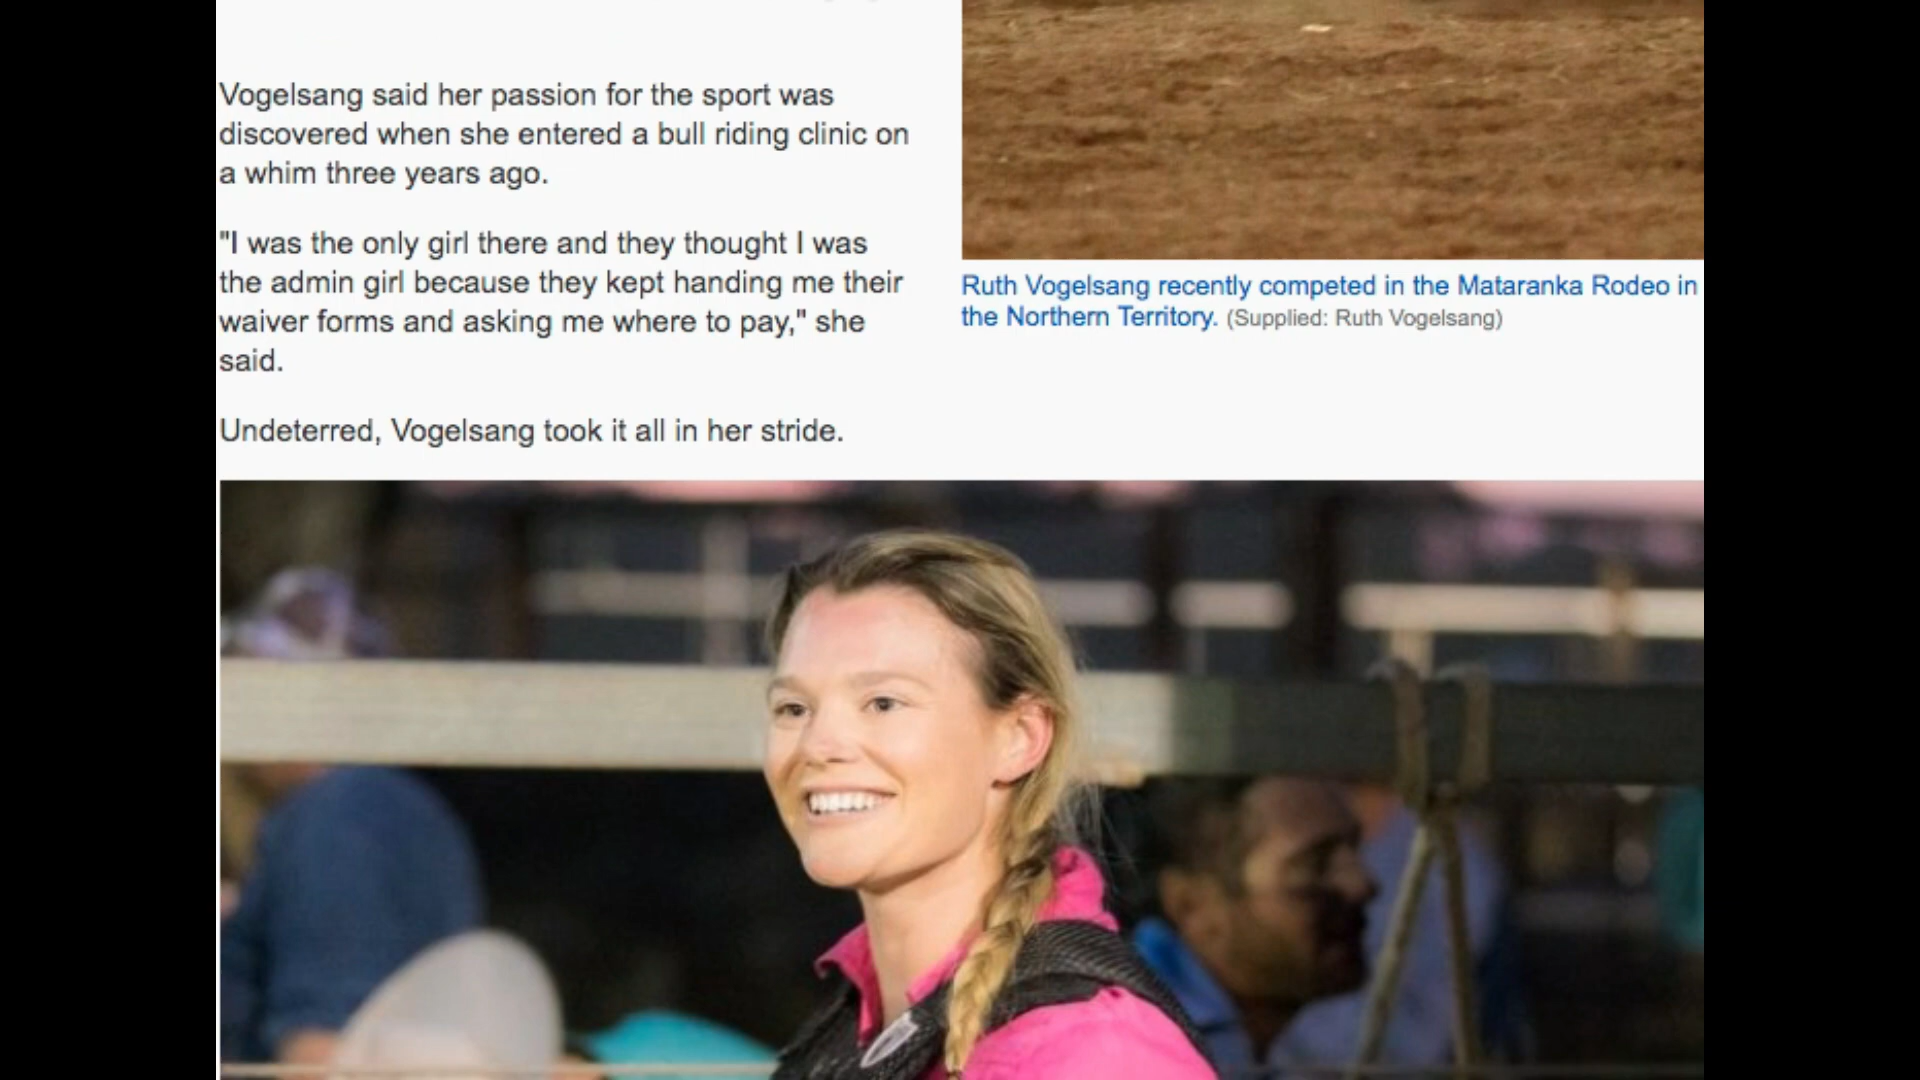 Vogelsang said her passion for the sport was
discovered when she entered a bull riding clinic on
a whim three years ago.
"I was the only girl there and they thought I was
the admin girl because they kept handing me their
waiver forms and asking me where to pay," she
said.
Undeterred, Vogelsang took it all in her stride.
Ruth Vogelsang recently competed in the Mataranka Rodeo in
the Northern Territory. (Supplied: Ruth Vogelsang)